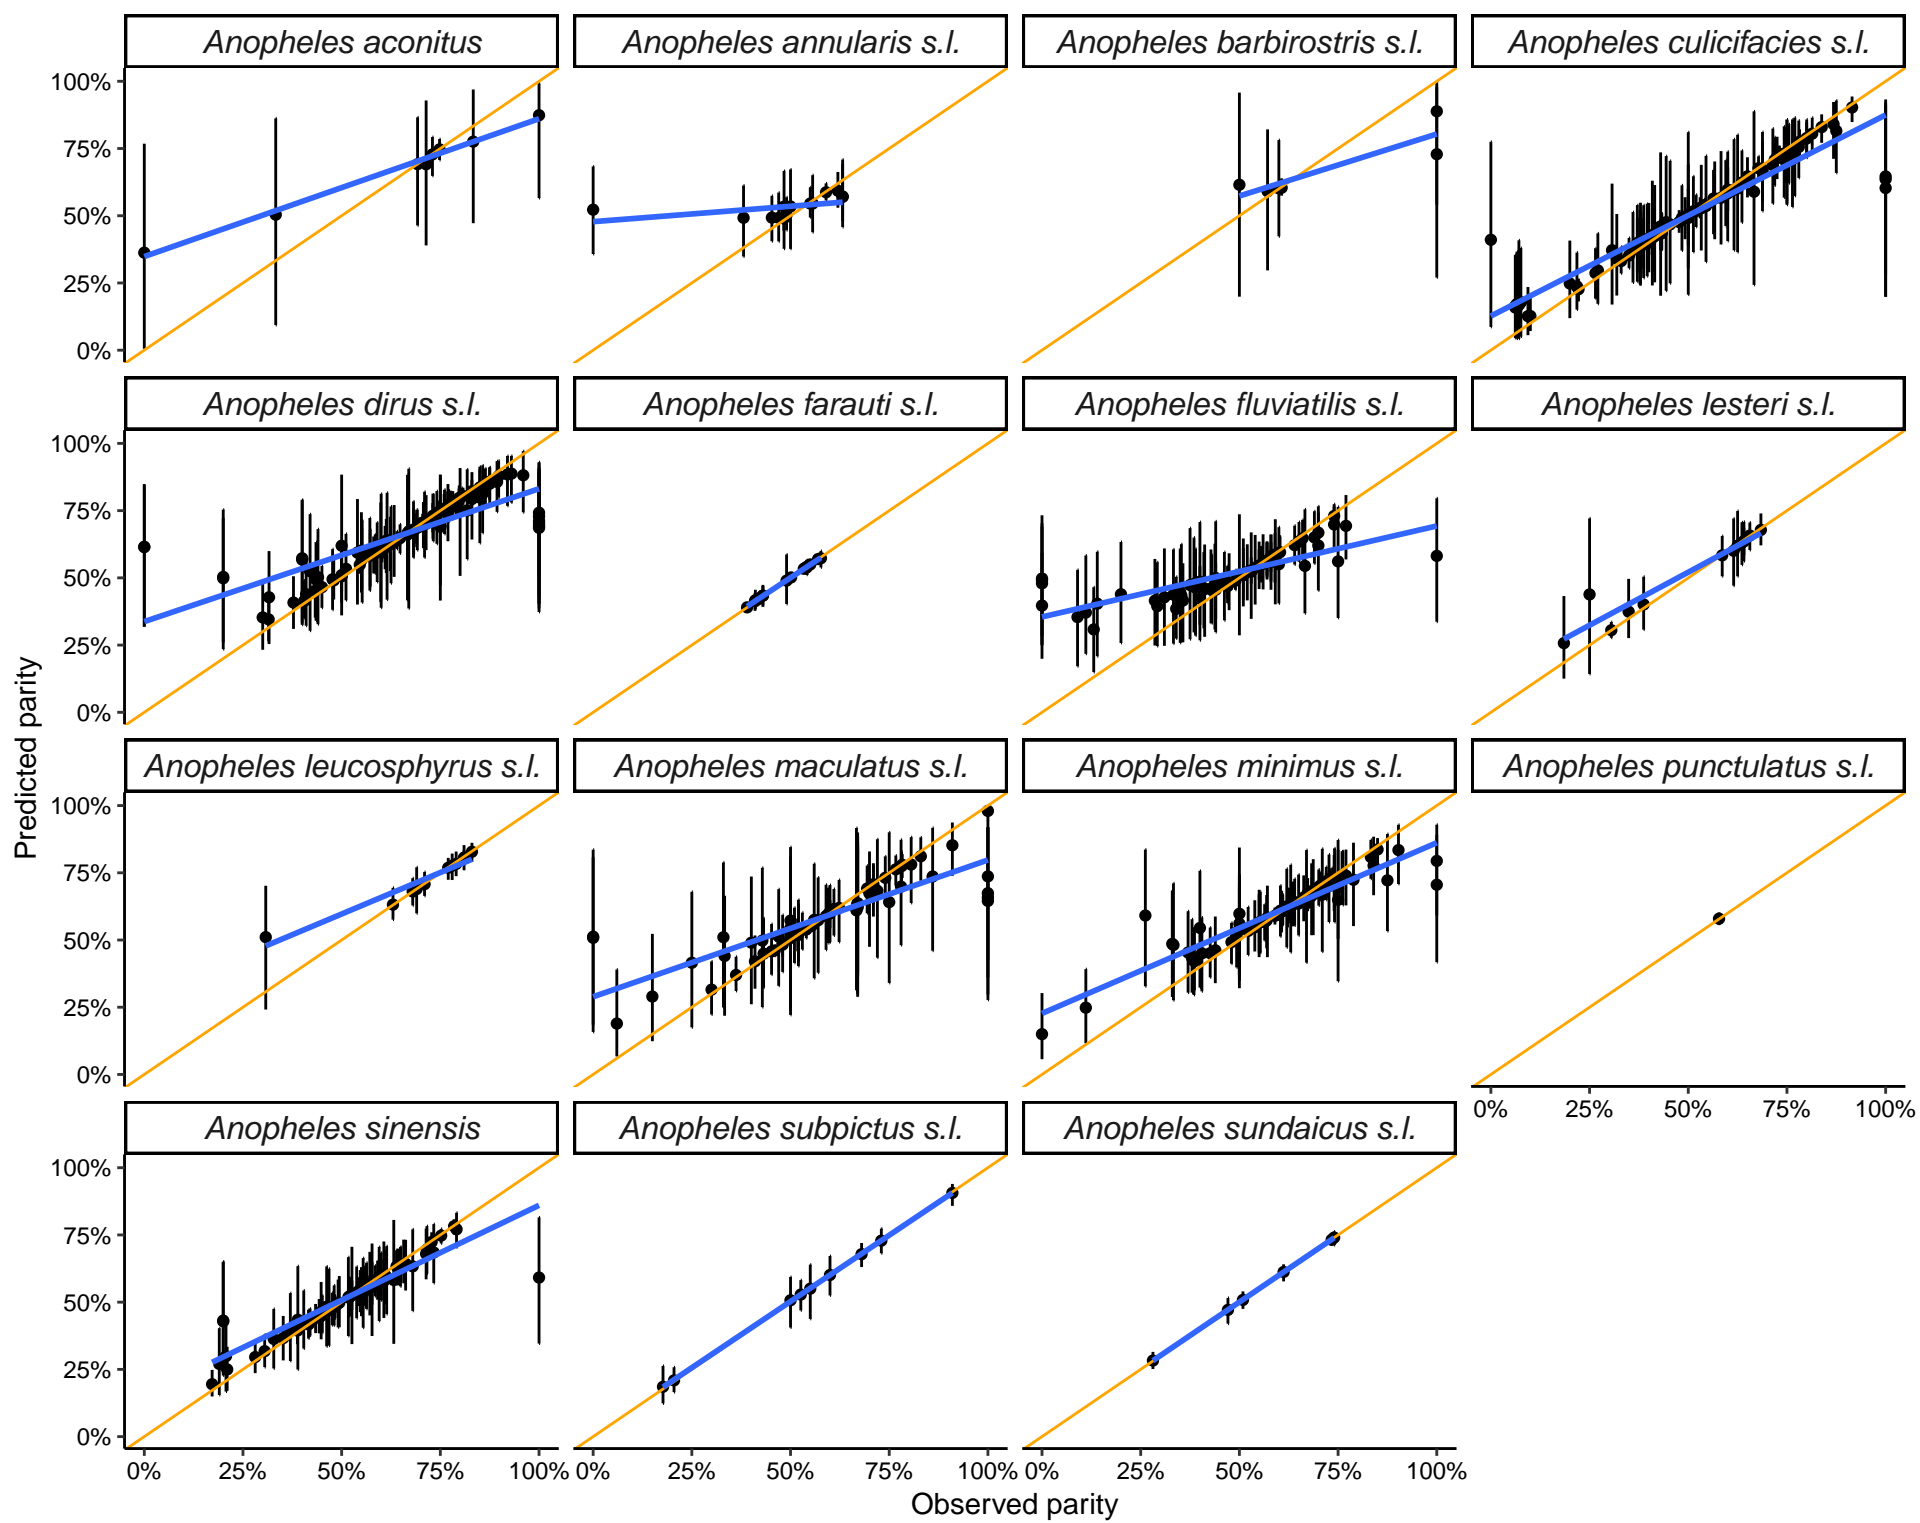 Anopheles aconitus
Anopheles annularis s.l.
Anopheles barbirostris s.l.
Anopheles culicifacies s.l.
100%
75%
50%
25%
0%
Anopheles dirus s.l.
Anopheles farauti s.l.
Anopheles fluviatilis s.l.
Anopheles lesteri s.l.
100%
75%
50%
25%
0%
Predicted parity
Anopheles leucosphyrus s.l.
Anopheles maculatus s.l.
Anopheles minimus s.l.
Anopheles punctulatus s.l.
100%
75%
50%
25%
0%
0% 25% 50% 75% 100%
Anopheles sinensis
Anopheles subpictus s.l.
Anopheles sundaicus s.l.
100%
75%
50%
25%
0%
0% 25% 50% 75% 100% 0% 25% 50% 75% 100% 0% 25% 50% 75% 100%
Observed parity